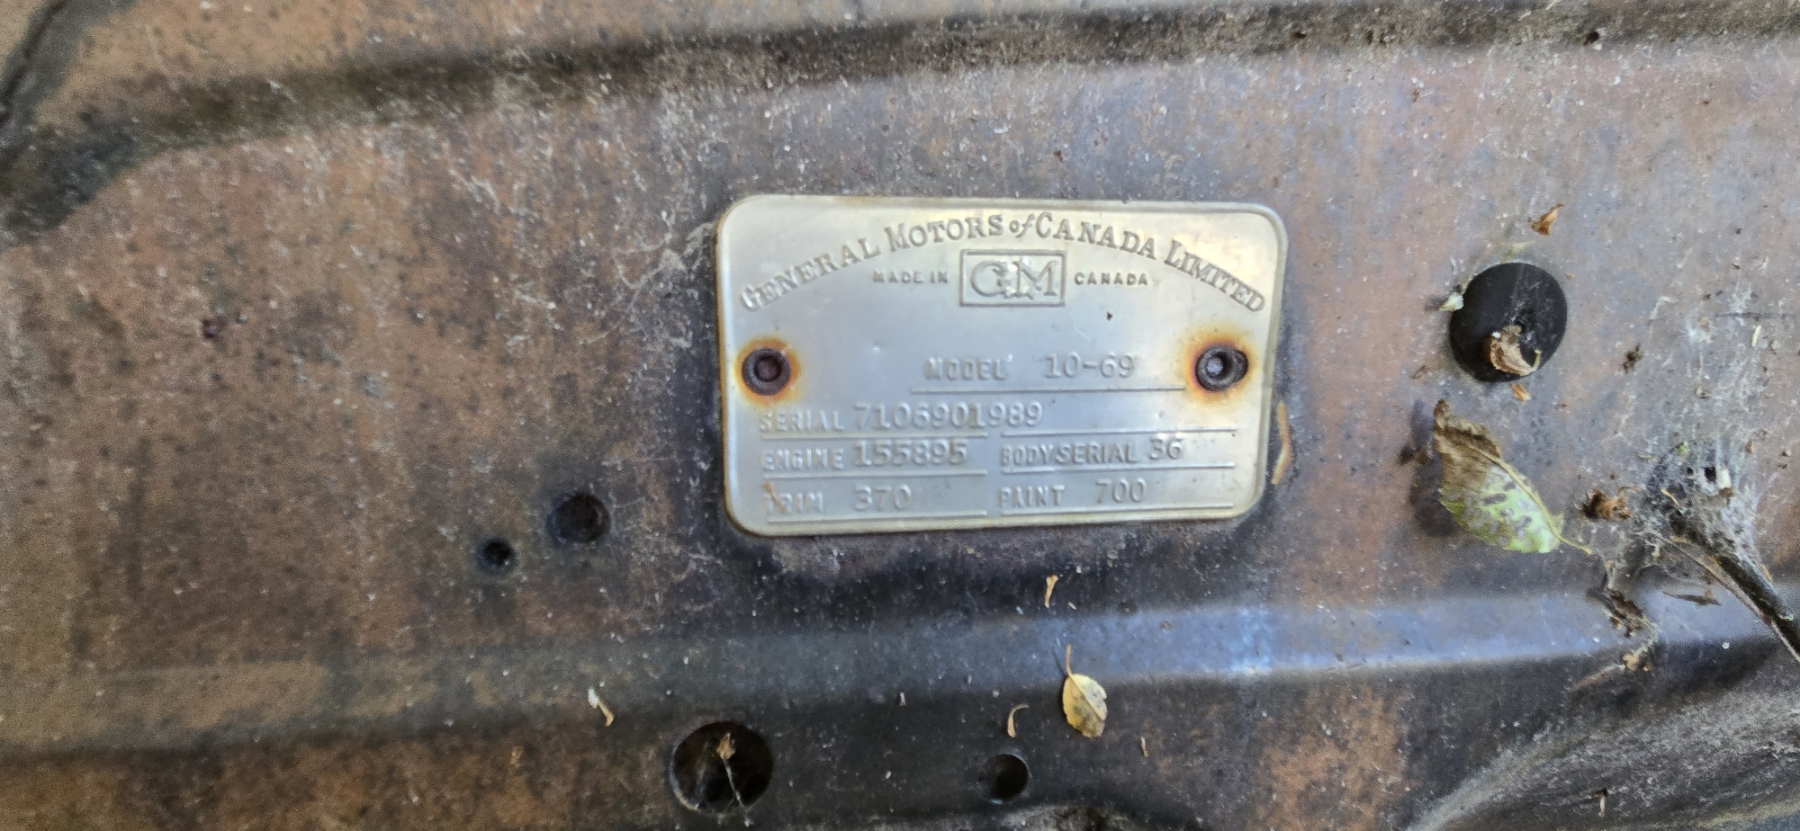 GENERAL MOTORS of CANADA LIMITED
MADE IN GM CANADA
MODEL 10-69
SERIAL 7106901989
ENGINE 155895 BODY SERIAL 36
TRIM 370 PAINT 700